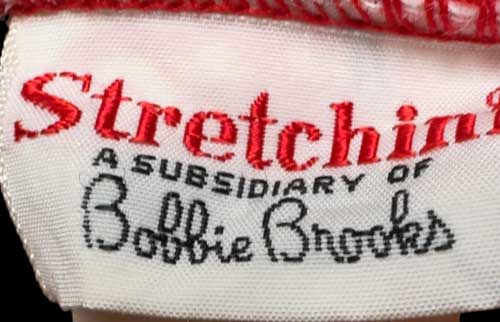 Stretchin'
A SUBSIDIARY OF
Bobbie Brooks